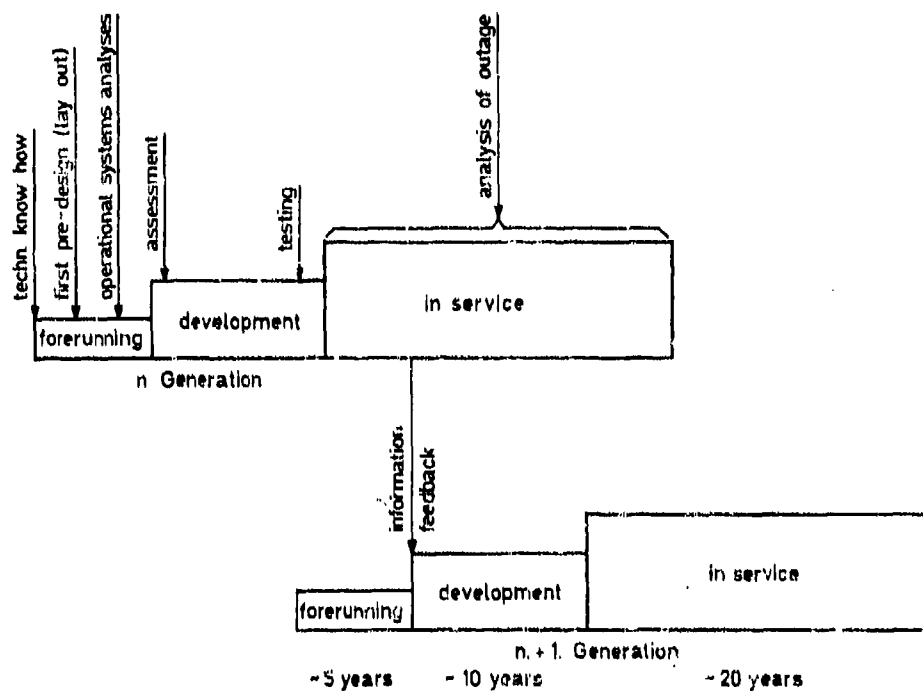 techn. know how
first pre-design (lay out)
operational systems analyses
assessment
testing
analysis of outage
forerunning
development
in service
n. Generation
information
feedback
forerunning
development
in service
n. + 1. Generation
~5 years
~ 10 years
~20 years